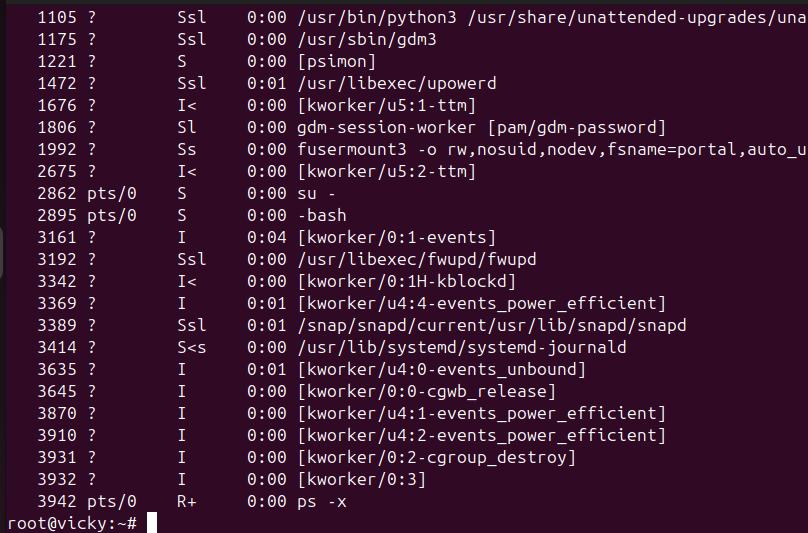 1105 ?        Ssl    0:00 /usr/bin/python3 /usr/share/unattended-upgrades/una
1175 ?        Ssl    0:00 /usr/sbin/gdm3
1221 ?        S      0:00 [psimon]
1472 ?        Ssl    0:01 /usr/libexec/upowerd
1676 ?        I<     0:00 [kworker/u5:1-ttm]
1806 ?        Sl     0:00 gdm-session-worker [pam/gdm-password]
1992 ?        Ss     0:00 fusermount3 -o rw,nosuid,nodev,fsname=portal,auto_u
2675 ?        I<     0:00 [kworker/u5:2-ttm]
2862 pts/0    S      0:00 su -
2895 pts/0    S      0:00 -bash
3161 ?        I      0:04 [kworker/0:1-events]
3192 ?        Ssl    0:00 /usr/libexec/fwupd/fwupd
3342 ?        I<     0:00 [kworker/0:1H-kblockd]
3369 ?        I      0:01 [kworker/u4:4-events_power_efficient]
3389 ?        Ssl    0:01 /snap/snapd/current/usr/lib/snapd/snapd
3414 ?        S<s    0:00 /usr/lib/systemd/systemd-journald
3635 ?        I      0:01 [kworker/u4:0-events_unbound]
3645 ?        I      0:00 [kworker/0:0-cgwb_release]
3870 ?        I      0:00 [kworker/u4:1-events_power_efficient]
3910 ?        I      0:00 [kworker/u4:2-events_power_efficient]
3931 ?        I      0:00 [kworker/0:2-cgroup_destroy]
3932 ?        I      0:00 [kworker/0:3]
3942 pts/0    R+     0:00 ps -x
root@vicky:~#